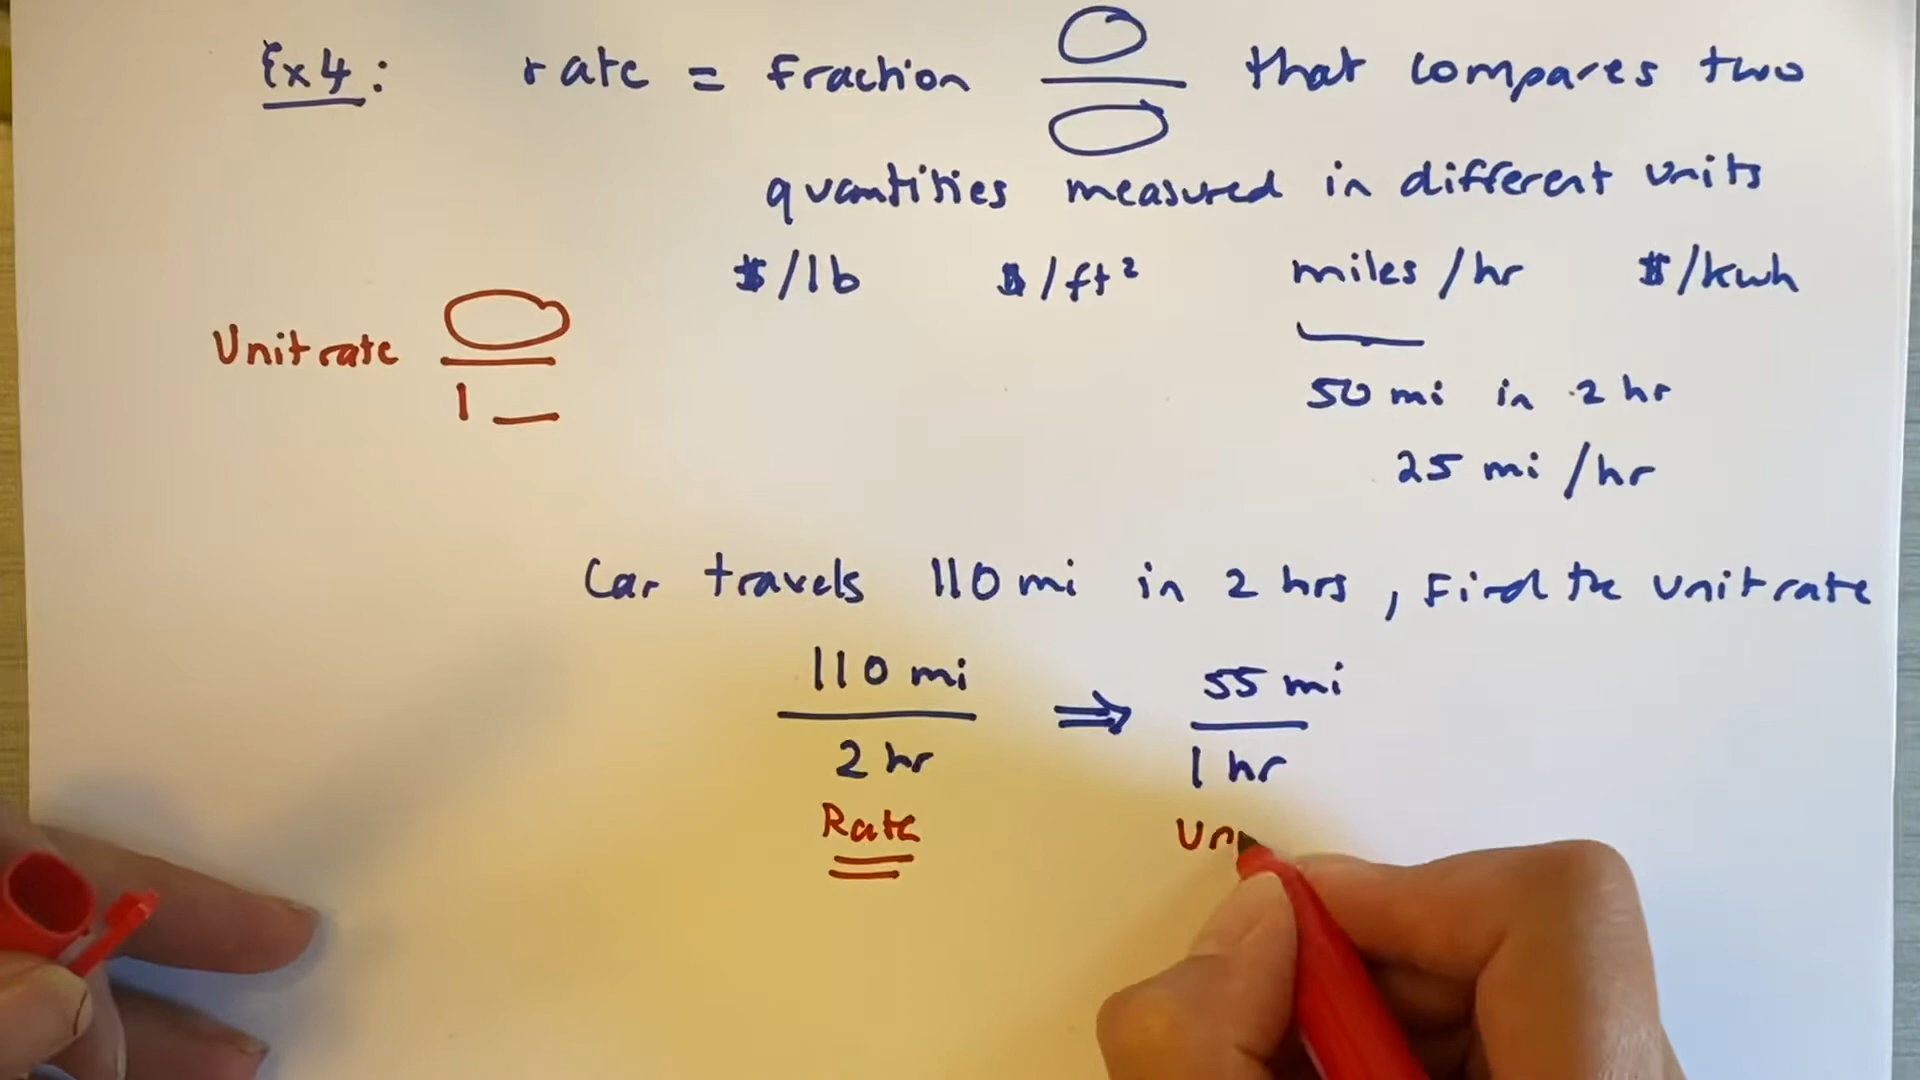 Ex4: rate = fraction that compares two
quantities measured in different units
$/lb $/ft² miles/hr $/kwh
Unit rate
1 __
50 mi in 2 hr
25 mi/hr
Car travels 110 mi in 2 hrs, Find the unit rate
110 mi ⇒ 55 mi
2 hr 1 hr
Rate Un